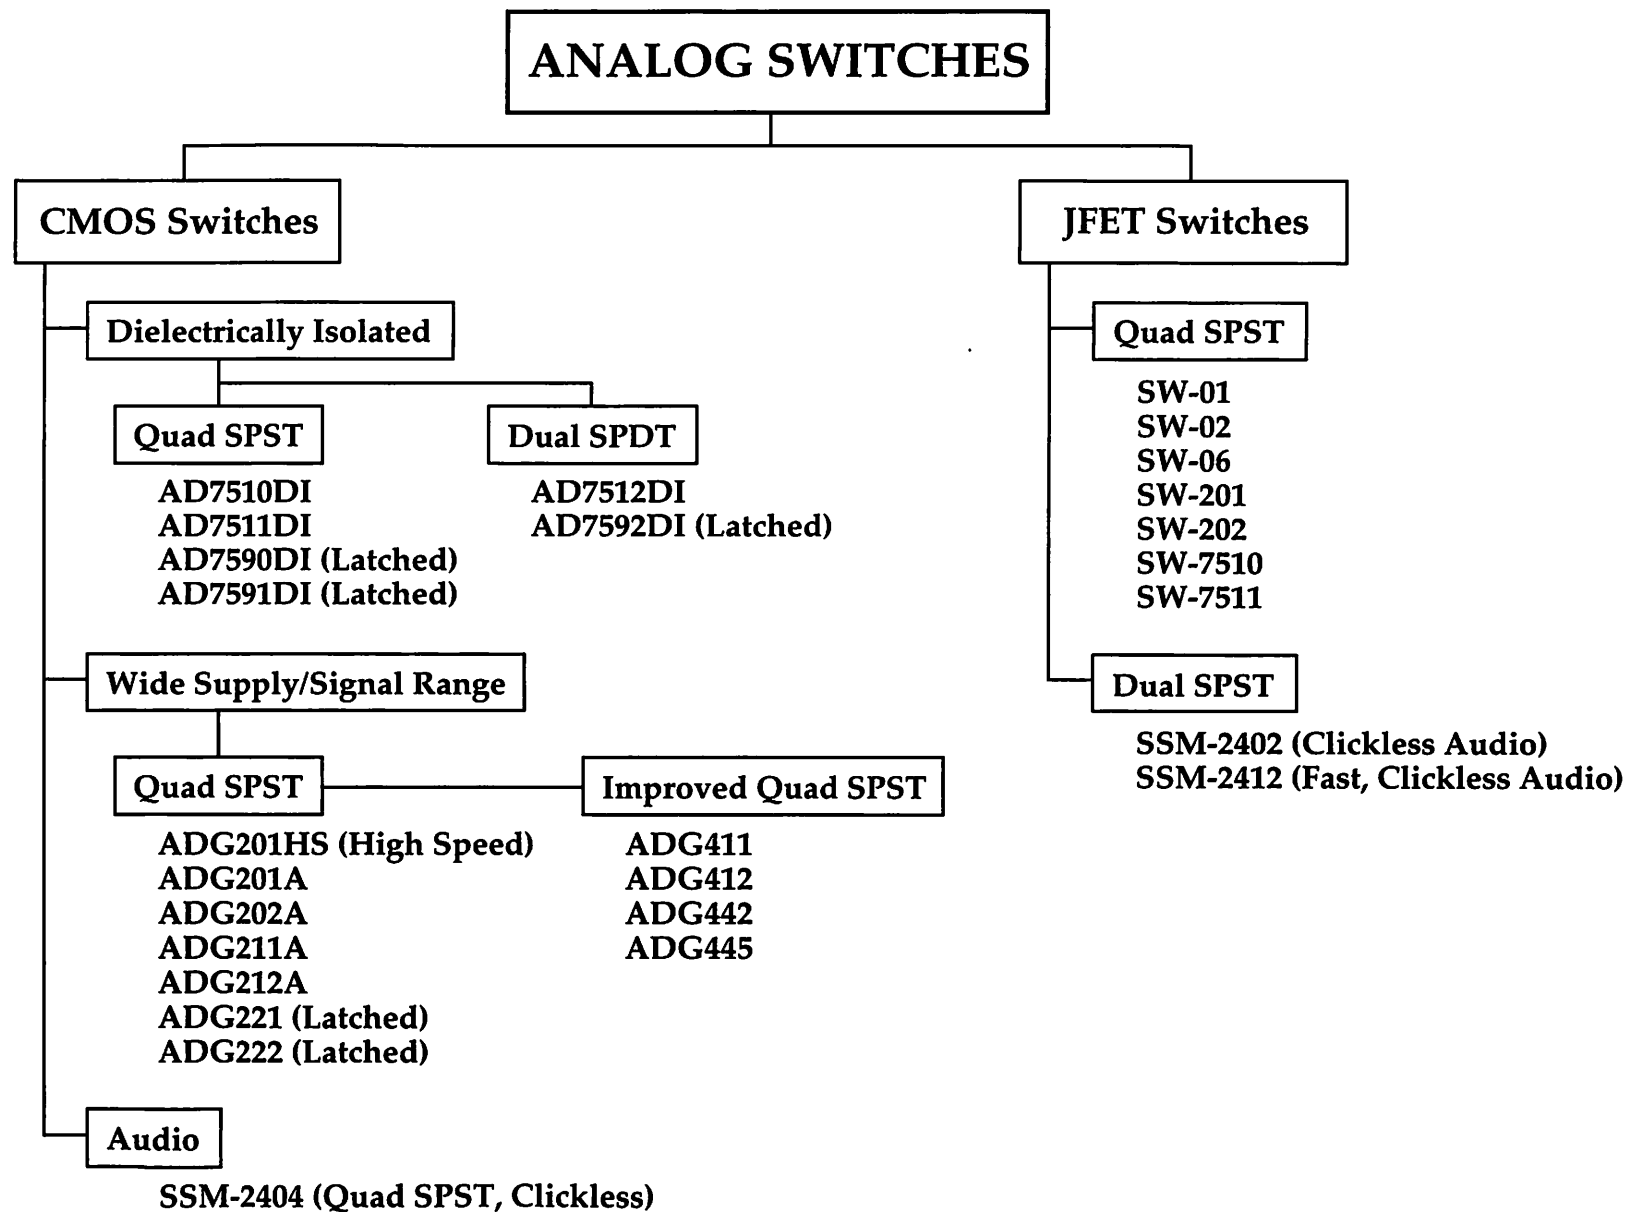 ANALOG SWITCHES
CMOS Switches
Dielectrically Isolated
Quad SPST
AD7510DI
AD7511DI
AD7590DI (Latched)
AD7591DI (Latched)
Dual SPDT
AD7512DI
AD7592DI (Latched)
Wide Supply/Signal Range
Quad SPST
ADG201HS (High Speed)
ADG201A
ADG202A
ADG211A
ADG212A
ADG221 (Latched)
ADG222 (Latched)
Improved Quad SPST
ADG411
ADG412
ADG442
ADG445
Audio
SSM-2404 (Quad SPST, Clickless)
JFET Switches
Quad SPST
SW-01
SW-02
SW-06
SW-201
SW-202
SW-7510
SW-7511
Dual SPST
SSM-2402 (Clickless Audio)
SSM-2412 (Fast, Clickless Audio)